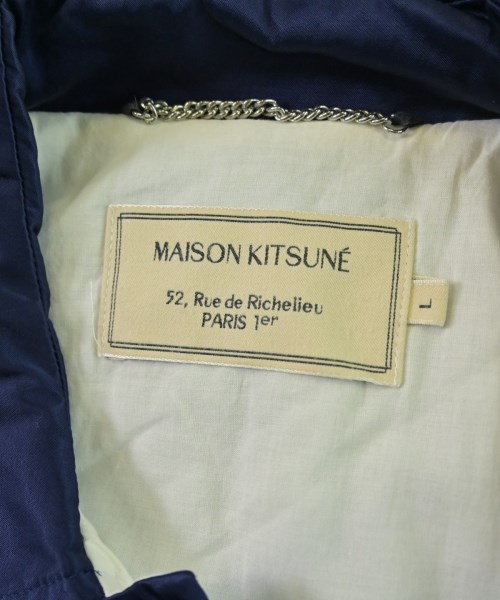 MAISON KITSUNÉ
52, Rue de Richelieu
PARIS 1er
L